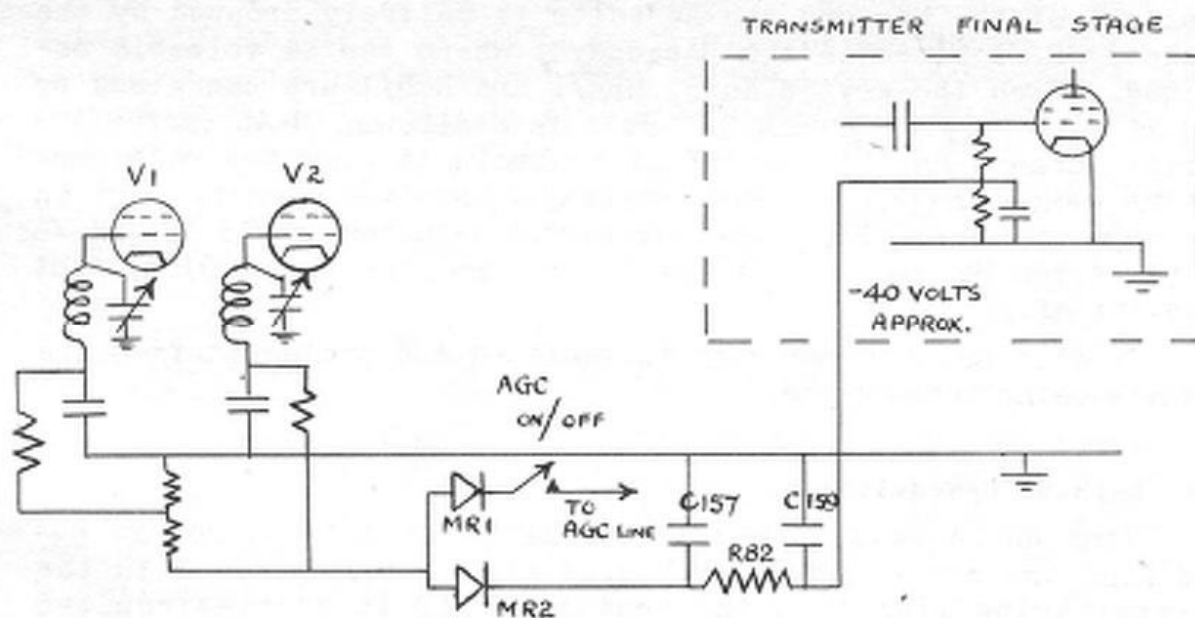 TRANSMITTER FINAL STAGE
V1
V2
-40 VOLTS
APPROX.
AGC
ON/OFF
MR1
TO
AGC LINE
C157
C159
R82
MR2